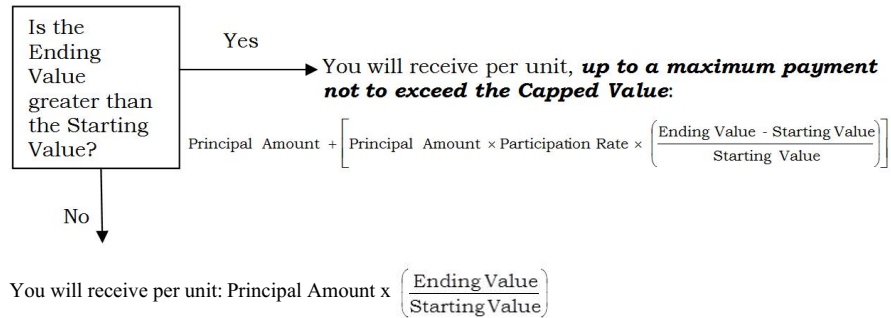 Is the
Ending
Value
greater than
the Starting
Value?
Yes
You will receive per unit, up to a maximum payment
not to exceed the Capped Value:
Principal Amount + [Principal Amount × Participation Rate × (Ending Value - Starting Value / Starting Value)]
No
You will receive per unit: Principal Amount x (Ending Value / Starting Value)